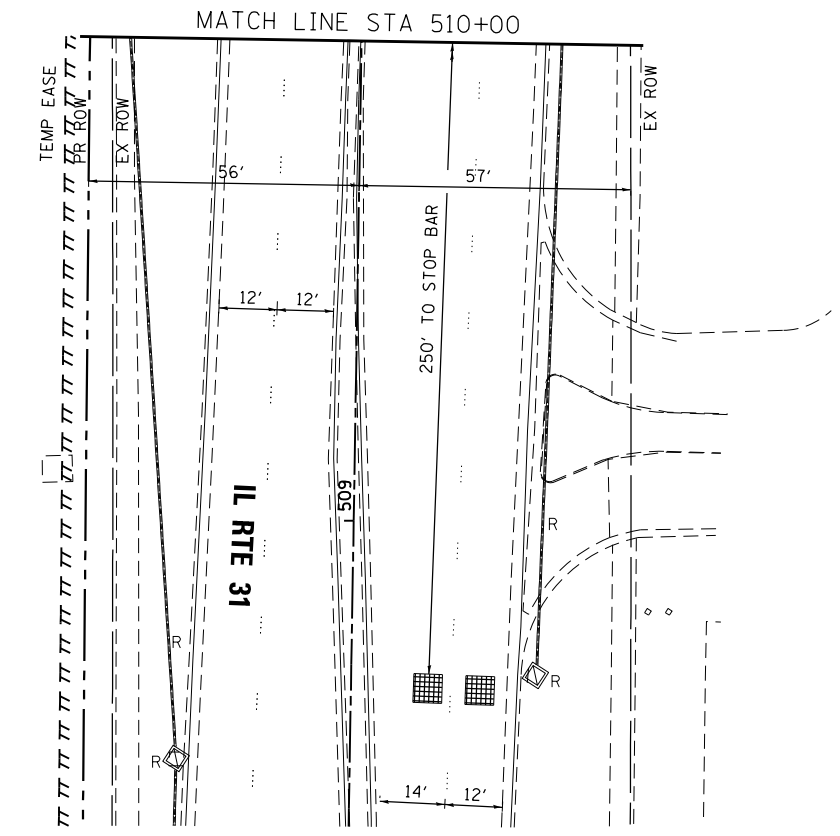 MATCH LINE STA 510+00
TEMP EASE
PR ROW
EX ROW
EX ROW
56'
57'
250' TO STOP BAR
12'
12'
509
IL RTE 31
R
R
R
R
14'
12'